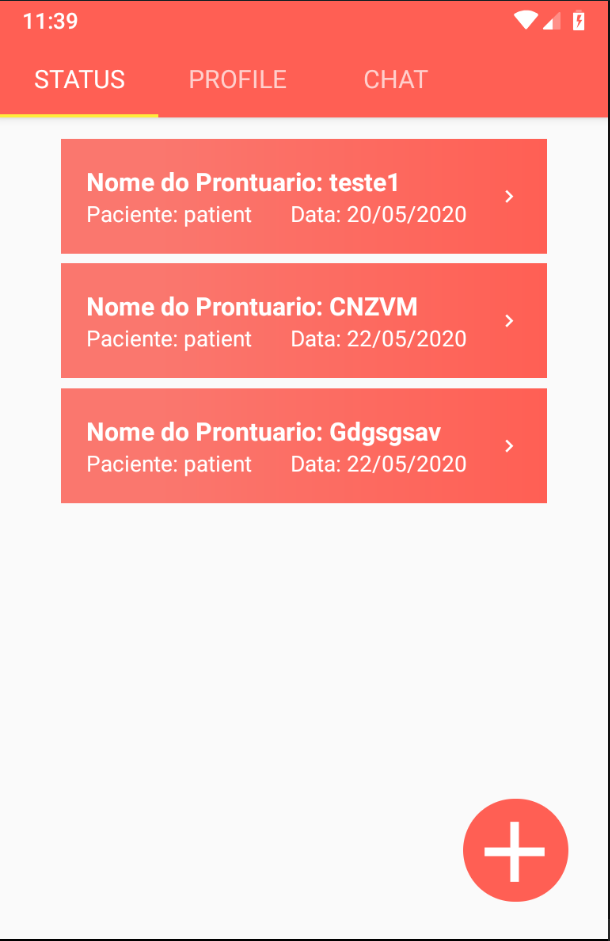 11:39
STATUS PROFILE CHAT
Nome do Prontuario: teste1
Paciente: patient Data: 20/05/2020
Nome do Prontuario: CNZVM
Paciente: patient Data: 22/05/2020
Nome do Prontuario: Gdgsgsav
Paciente: patient Data: 22/05/2020